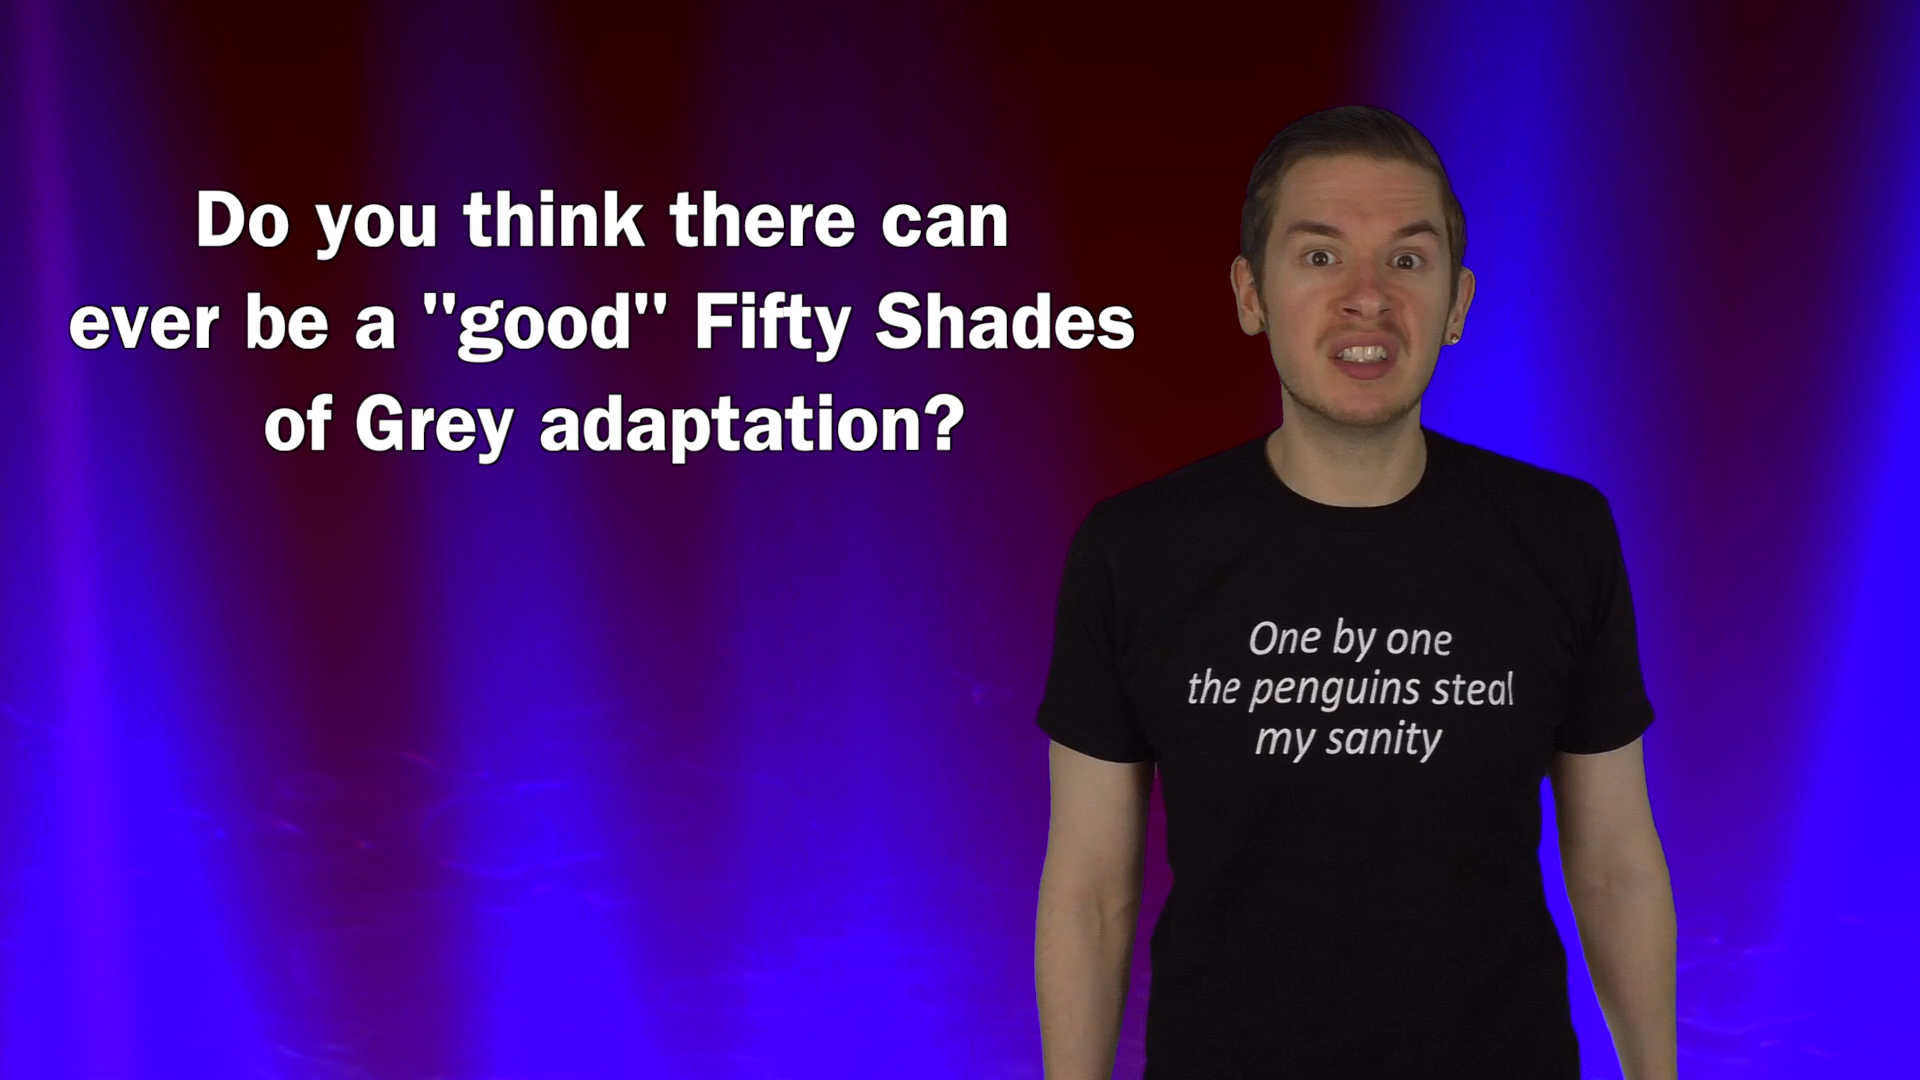 Do you think there can
ever be a "good" Fifty Shades
of Grey adaptation?
One by one
the penguins steal
my sanity